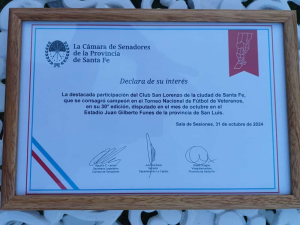 La Cámara de Senadores
de la Provincia
de Santa Fe
Declara de su interés
La destacada participación del Club San Lorenzo de la ciudad de Santa Fe,
que se consagró campeón en el Torneo Nacional de Fútbol de Veteranos,
en su 36° edición, disputado en el mes de octubre en el
Estadio Juan Gilberto Funes de la provincia de San Luis.
Sala de Sesiones, 31 de octubre de 2024